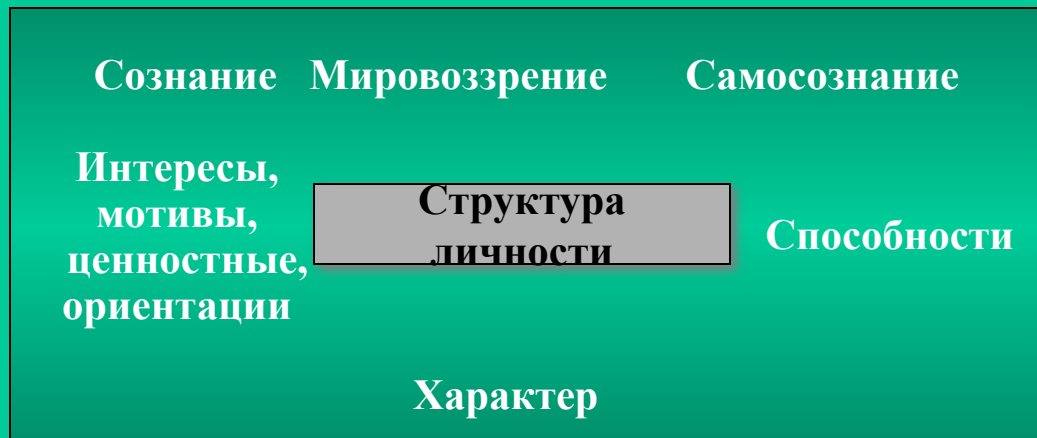 Сознание Мировоззрение Самосознание
Интересы,
мотивы,
ценностные,
ориентации
Структура
личности
Способности
Характер